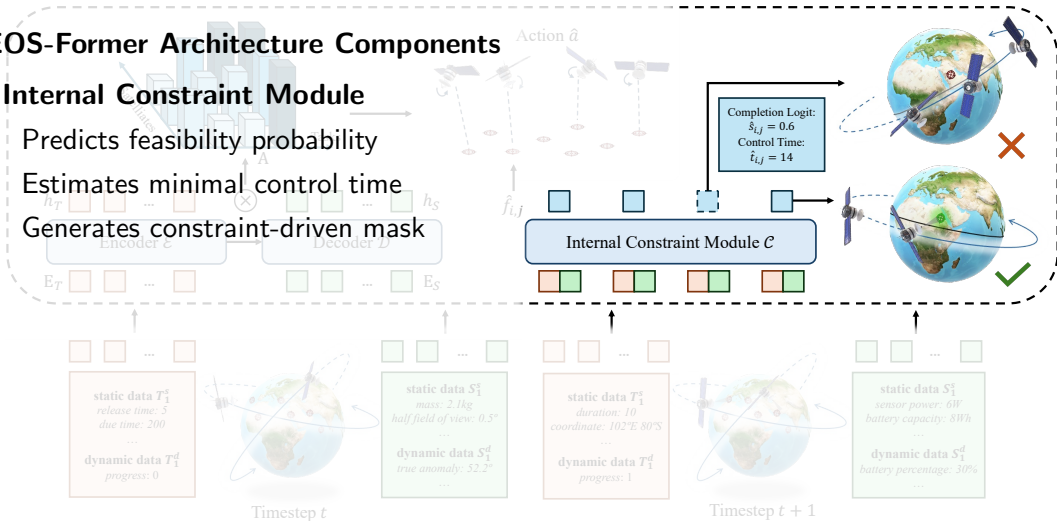 EOS-Former Architecture Components
Internal Constraint Module
Predicts feasibility probability
Estimates minimal control time
Generates constraint-driven mask
Action â
A
h_T
...
⊗
...
h_S
Encoder ℰ
Decoder 𝒟
E_T
...
...
E_S
f̂_{i,j}
Completion Logit:
ŝ_{i,j} = 0.6
Control Time:
t̂_{i,j} = 14
Internal Constraint Module 𝒞
...
static data T_1^s
release time: 5
due time: 200
...
dynamic data T_1^d
progress: 0
...
static data S_1^s
mass: 2.1kg
half field of view: 0.5°
...
dynamic data S_1^d
true anomaly: 52.2°
...
Timestep t
...
static data T_1^s
duration: 10
coordinate: 102°E 80°S
...
dynamic data T_1^d
progress: 1
...
static data S_1^s
sensor power: 6W
battery capacity: 8Wh
...
dynamic data S_1^d
battery percentage: 30%
...
Timestep t + 1